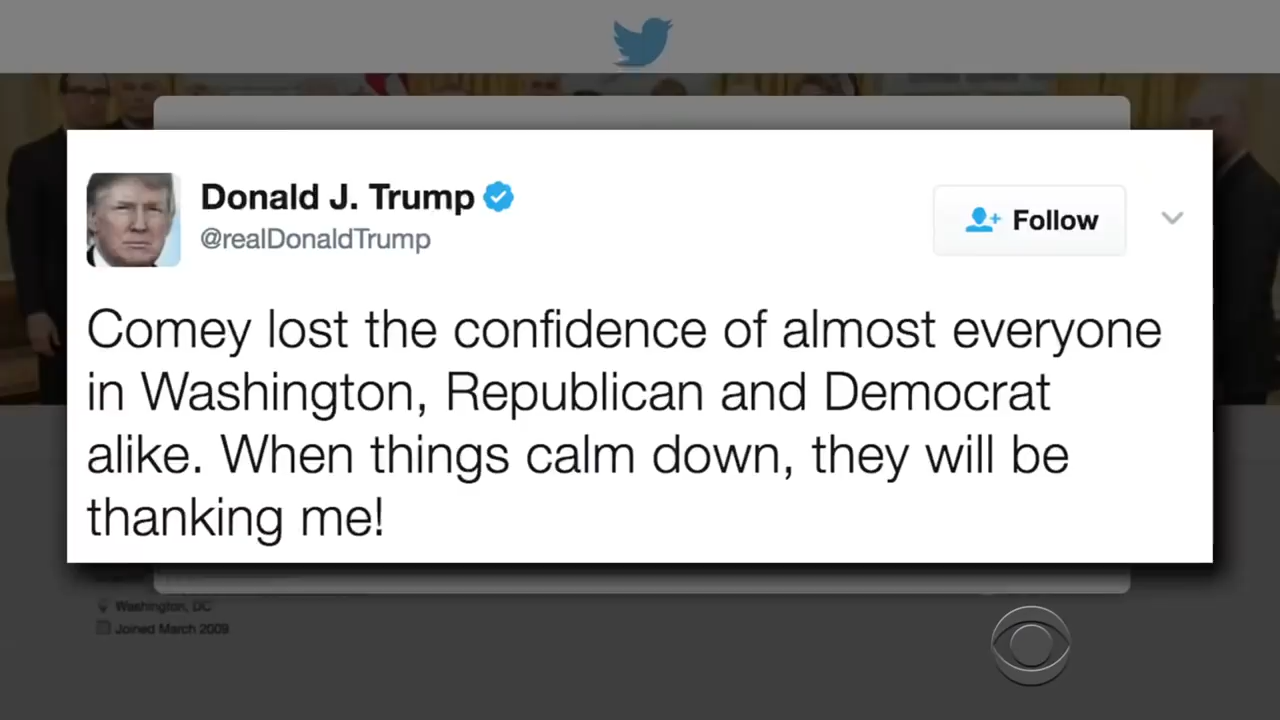 Donald J. Trump
@realDonaldTrump
Follow
Comey lost the confidence of almost everyone
in Washington, Republican and Democrat
alike. When things calm down, they will be
thanking me!
Washington, DC
Joined March 2009